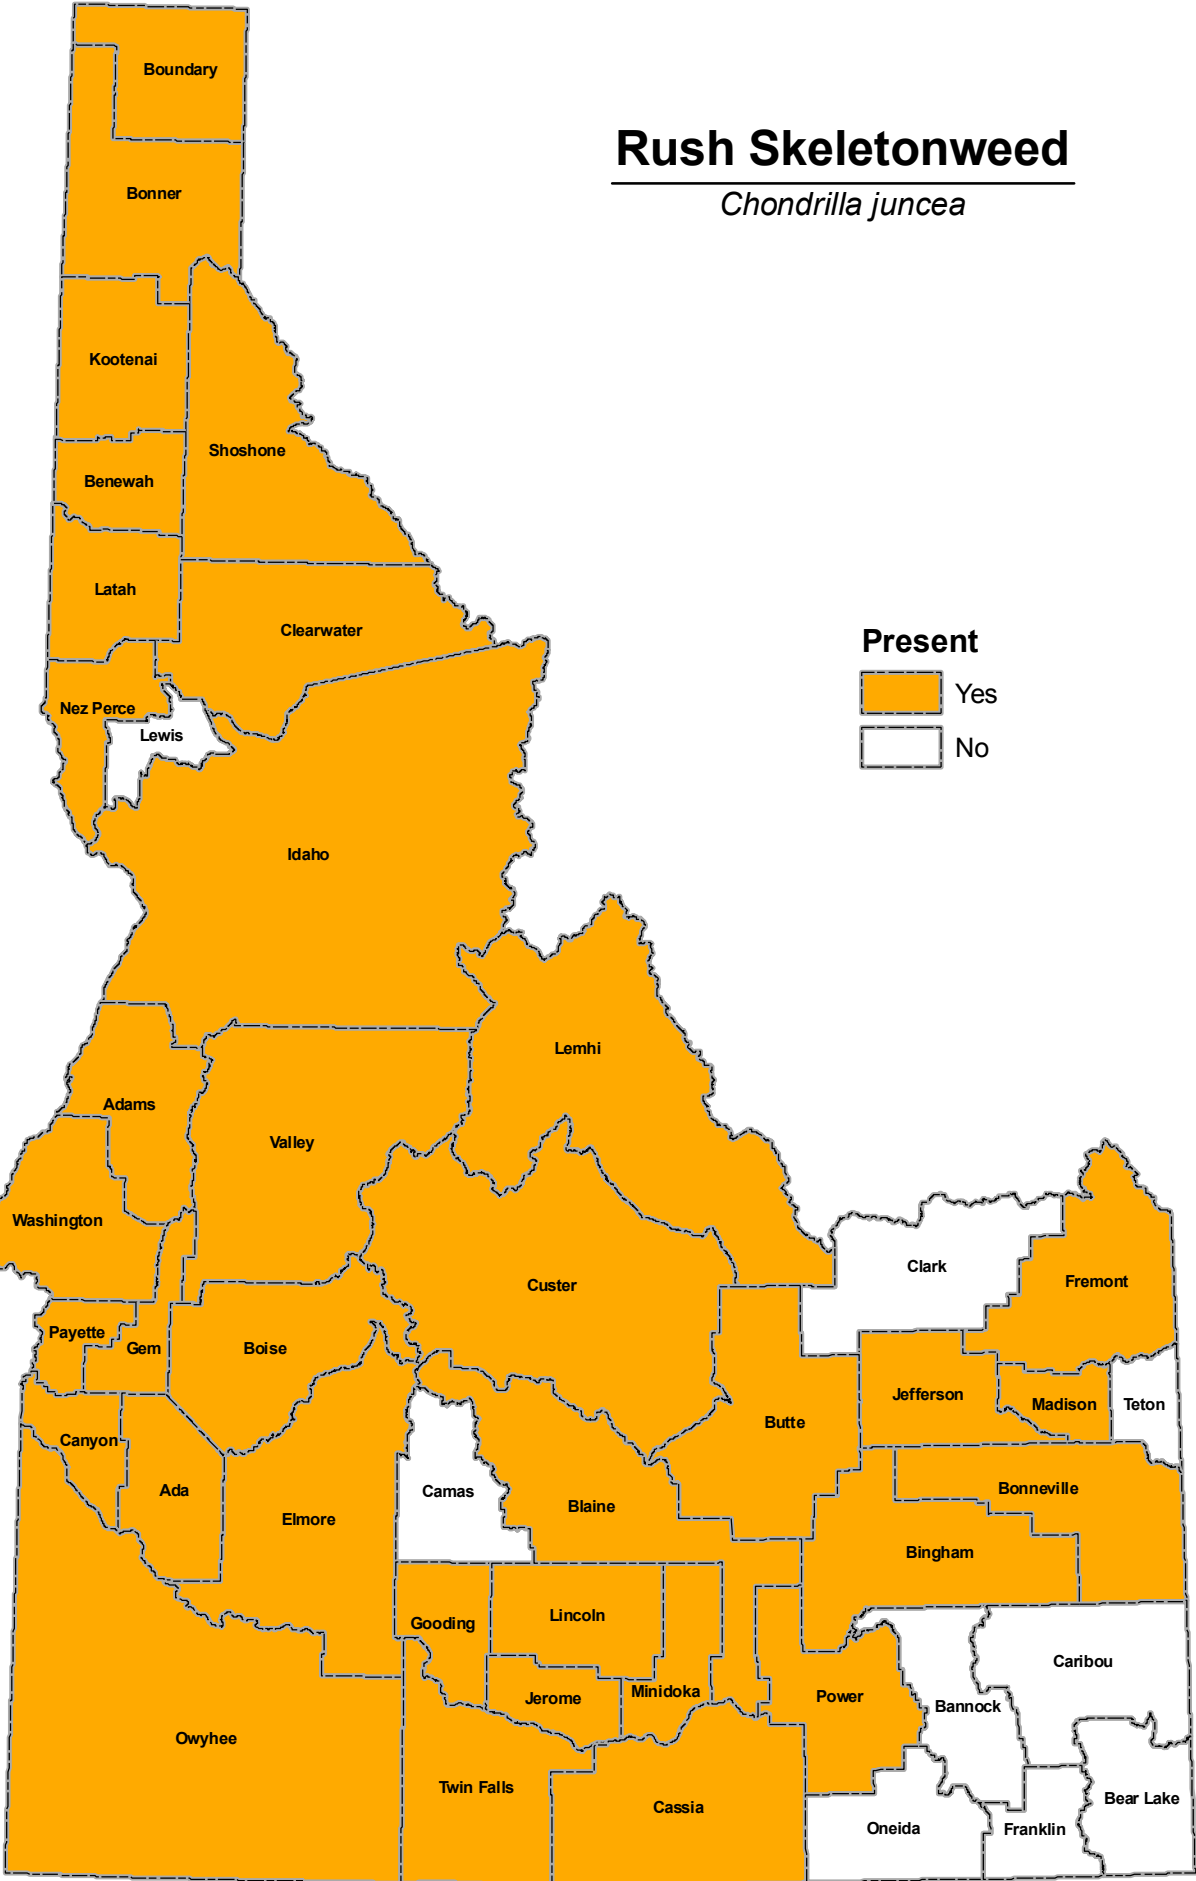 Rush Skeletonweed
Chondrilla juncea
Present
Yes
No
Boundary
Bonner
Kootenai
Shoshone
Benewah
Latah
Clearwater
Nez Perce
Lewis
Idaho
Lemhi
Adams
Valley
Washington
Custer
Clark
Fremont
Payette
Gem
Boise
Butte
Jefferson
Madison
Teton
Canyon
Ada
Elmore
Camas
Blaine
Bonneville
Bingham
Gooding
Lincoln
Jerome
Minidoka
Power
Bannock
Caribou
Owyhee
Twin Falls
Cassia
Oneida
Franklin
Bear Lake